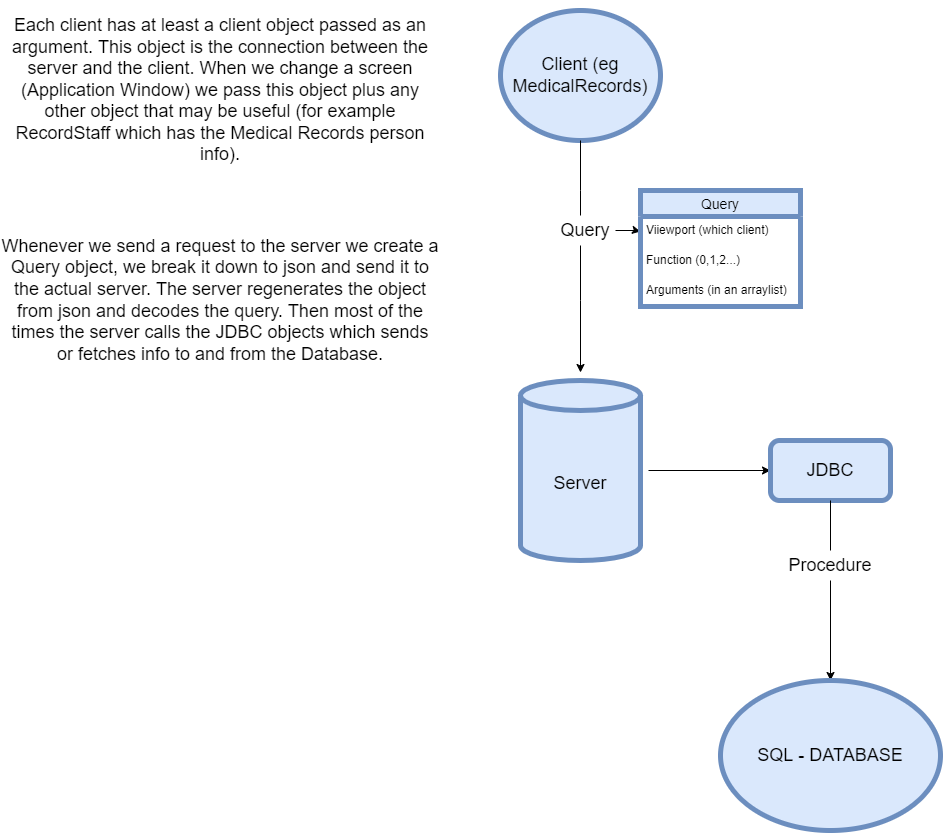 Each client has at least a client object passed as an
argument. This object is the connection between the
server and the client. When we change a screen
(Application Window) we pass this object plus any
other object that may be useful (for example
RecordStaff which has the Medical Records person
info).
Whenever we send a request to the server we create a
Query object, we break it down to json and send it to
the actual server. The server regenerates the object
from json and decodes the query. Then most of the
times the server calls the JDBC objects which sends
or fetches info to and from the Database.
Client (eg
MedicalRecords)
Query
Query
Viiewport (which client)
Function (0,1,2...)
Arguments (in an arraylist)
Server
JDBC
Procedure
SQL - DATABASE